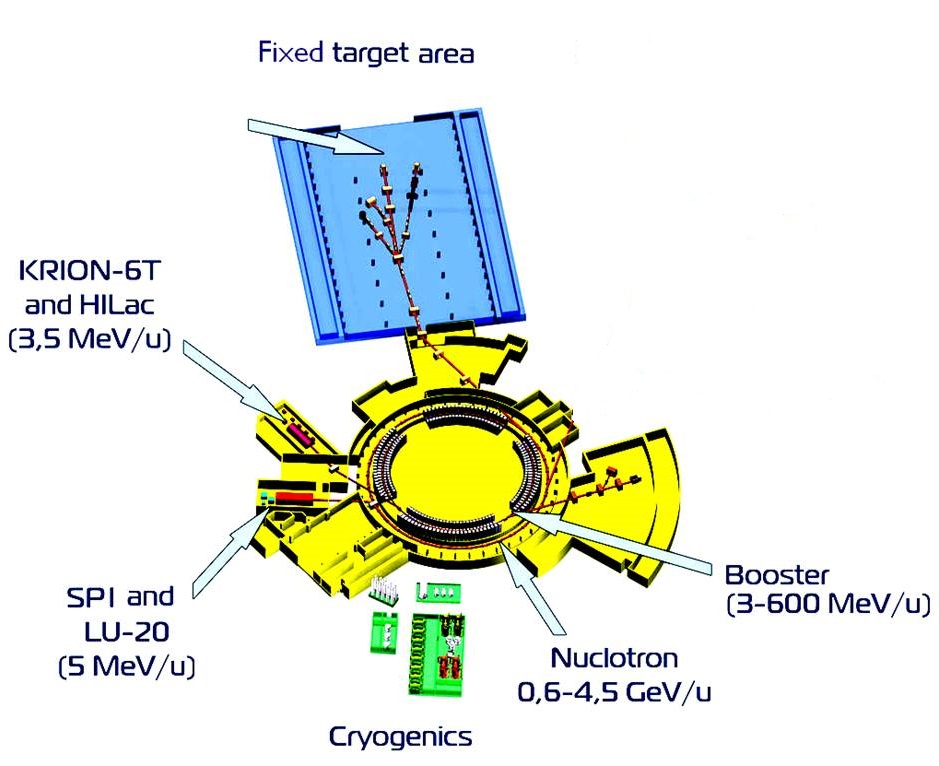 Fixed target area
KRION-6T
and HILac
(3,5 MeV/u)
SPI and
LU-20
(5 MeV/u)
Booster
(3-600 MeV/u)
Nuclotron
0,6-4,5 GeV/u
Cryogenics